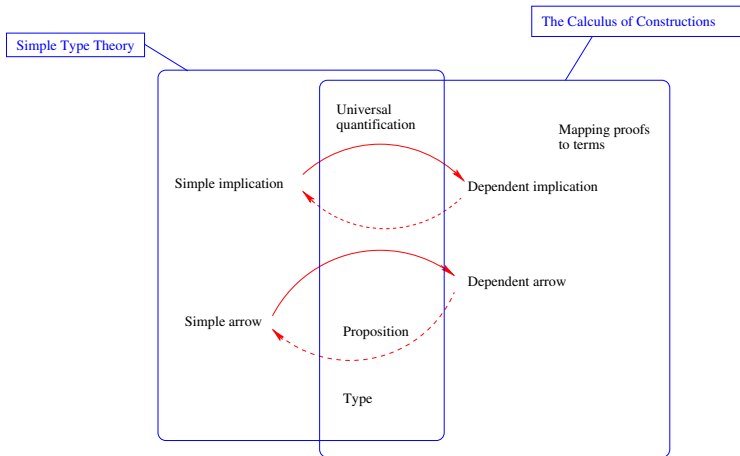 The Calculus of Constructions
Simple Type Theory
Universal
quantification
Mapping proofs
to terms
Simple implication
Dependent implication
Dependent arrow
Simple arrow
Proposition
Type